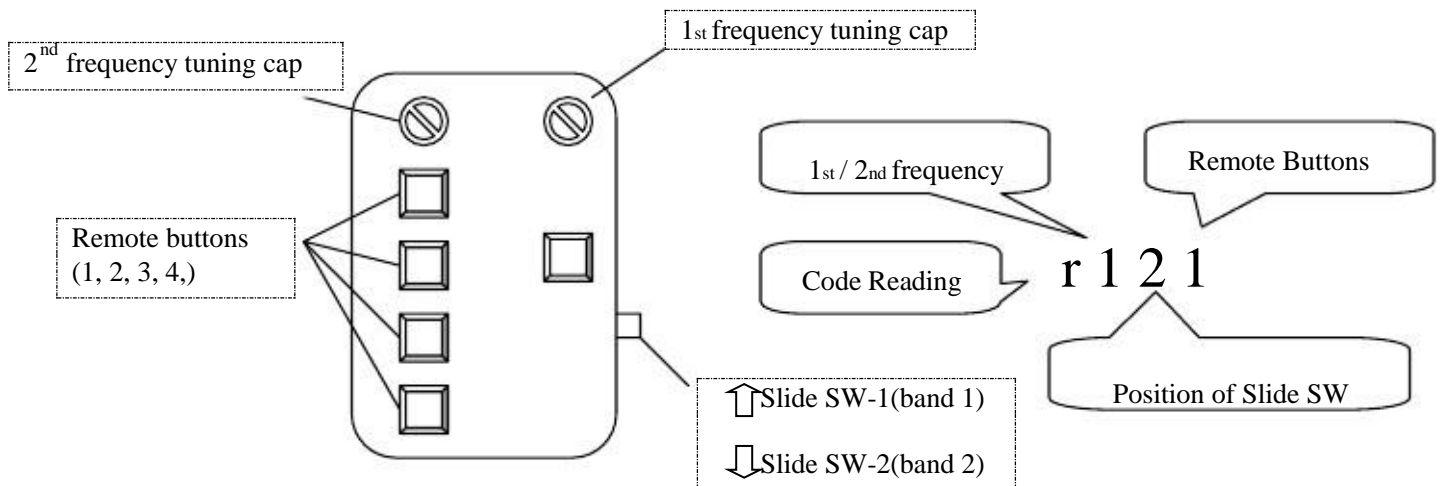 1st frequency tuning cap
2nd frequency tuning cap
1st / 2nd frequency
Remote Buttons
Remote buttons
(1, 2, 3, 4,)
Code Reading
r 1 2 1
Slide SW-1(band 1)
Slide SW-2(band 2)
Position of Slide SW